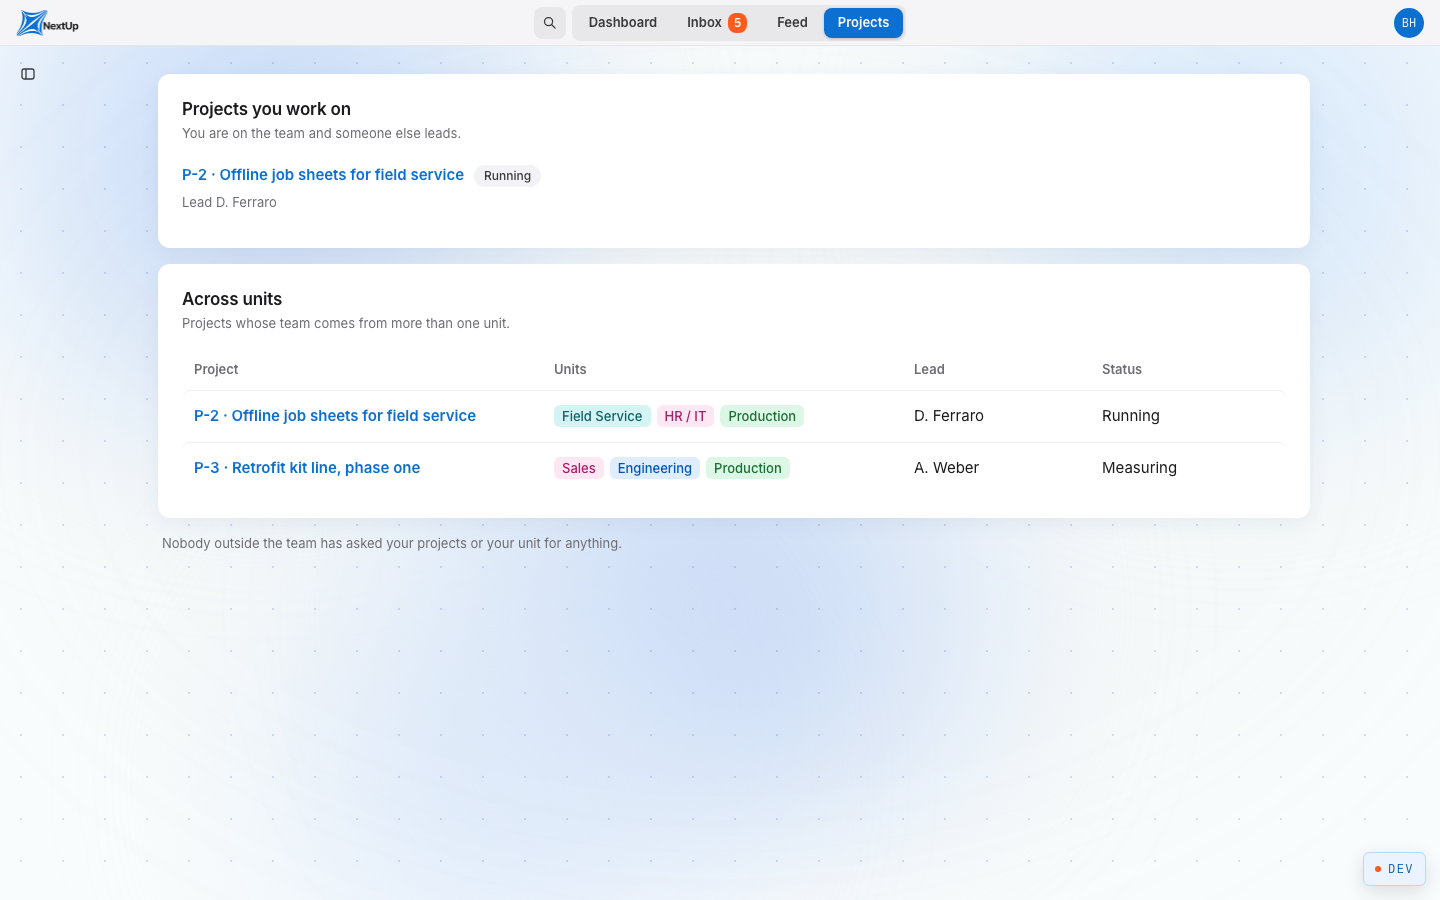 NextUp
Dashboard
Inbox 5
Feed
Projects
BH
Projects you work on
You are on the team and someone else leads.
P-2 · Offline job sheets for field service Running
Lead D. Ferraro
Across units
Projects whose team comes from more than one unit.
Project Units Lead Status
P-2 · Offline job sheets for field service Field Service HR / IT Production D. Ferraro Running
P-3 · Retrofit kit line, phase one Sales Engineering Production A. Weber Measuring
Nobody outside the team has asked your projects or your unit for anything.
DEV